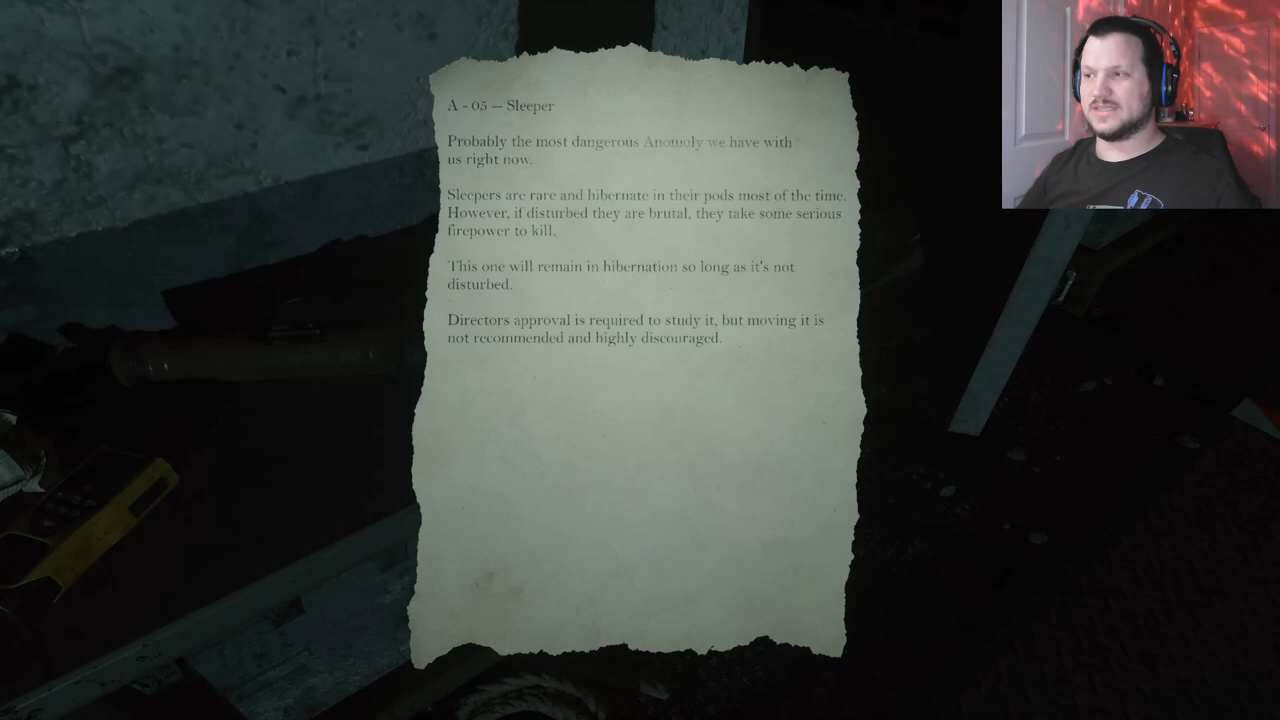 A - 05 – Sleeper
Probably the most dangerous Anomoly we have with
us right now.
Sleepers are rare and hibernate in their pods most of the time.
However, if disturbed they are brutal, they take some serious
firepower to kill.
This one will remain in hibernation so long as it's not
disturbed.
Directors approval is required to study it, but moving it is
not recommended and highly discouraged.